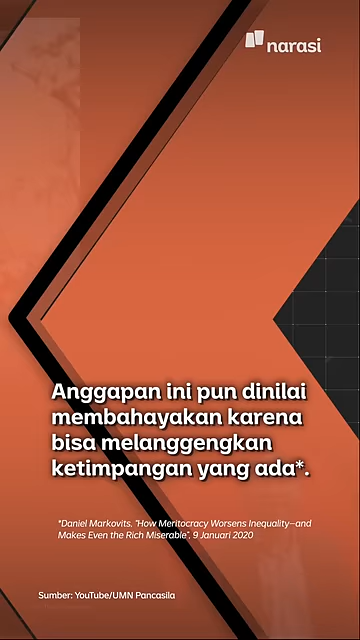 narasi
Anggapan ini pun dinilai
membahayakan karena
bisa melanggengkan
ketimpangan yang ada*.
*Daniel Markovits. "How Meritocracy Worsens Inequality—and
Makes Even the Rich Miserable". 9 Januari 2020
Sumber: YouTube/UMN Pancasila